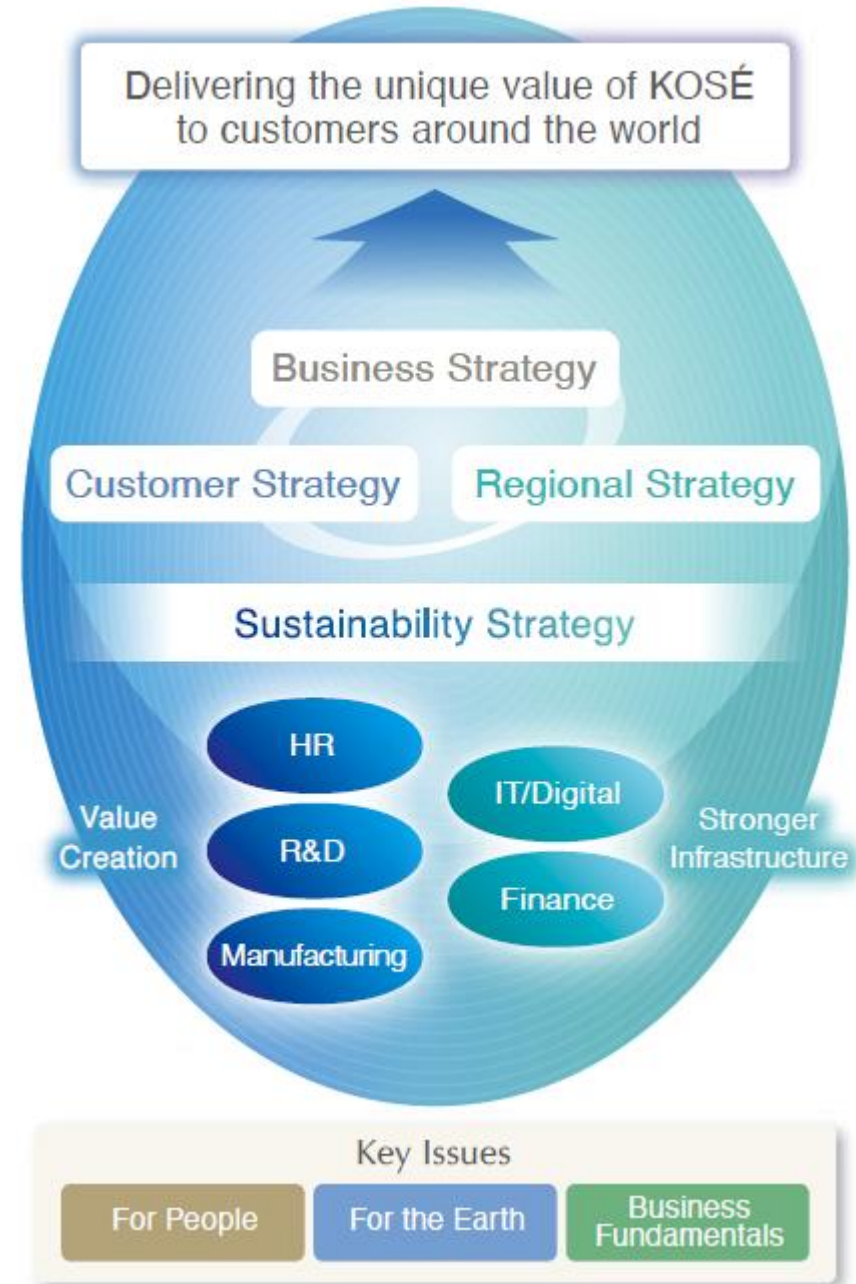 Delivering the unique value of KOSÉ
to customers around the world
Business Strategy
Customer Strategy
Regional Strategy
Sustainability Strategy
Value
Creation
HR
R&D
Manufacturing
IT/Digital
Finance
Stronger
Infrastructure
Key Issues
For People
For the Earth
Business
Fundamentals